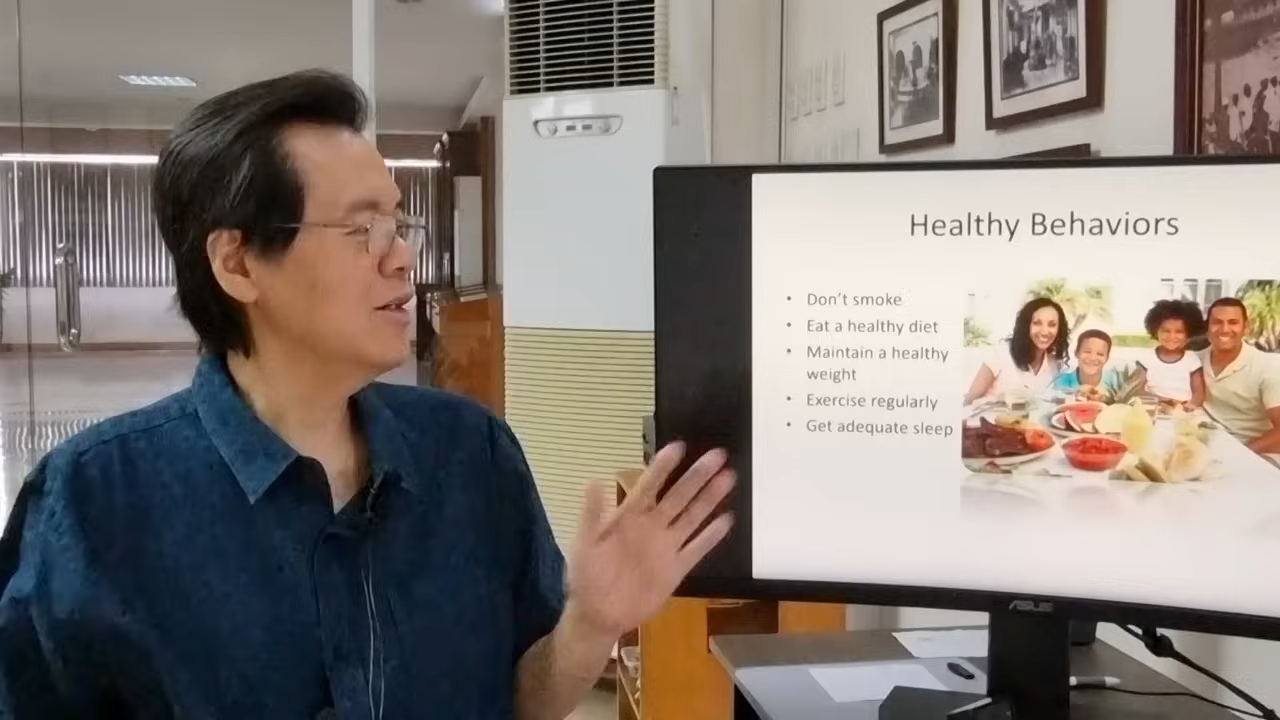 Healthy Behaviors
• Don't smoke
• Eat a healthy diet
• Maintain a healthy
weight
• Exercise regularly
• Get adequate sleep
ASUS